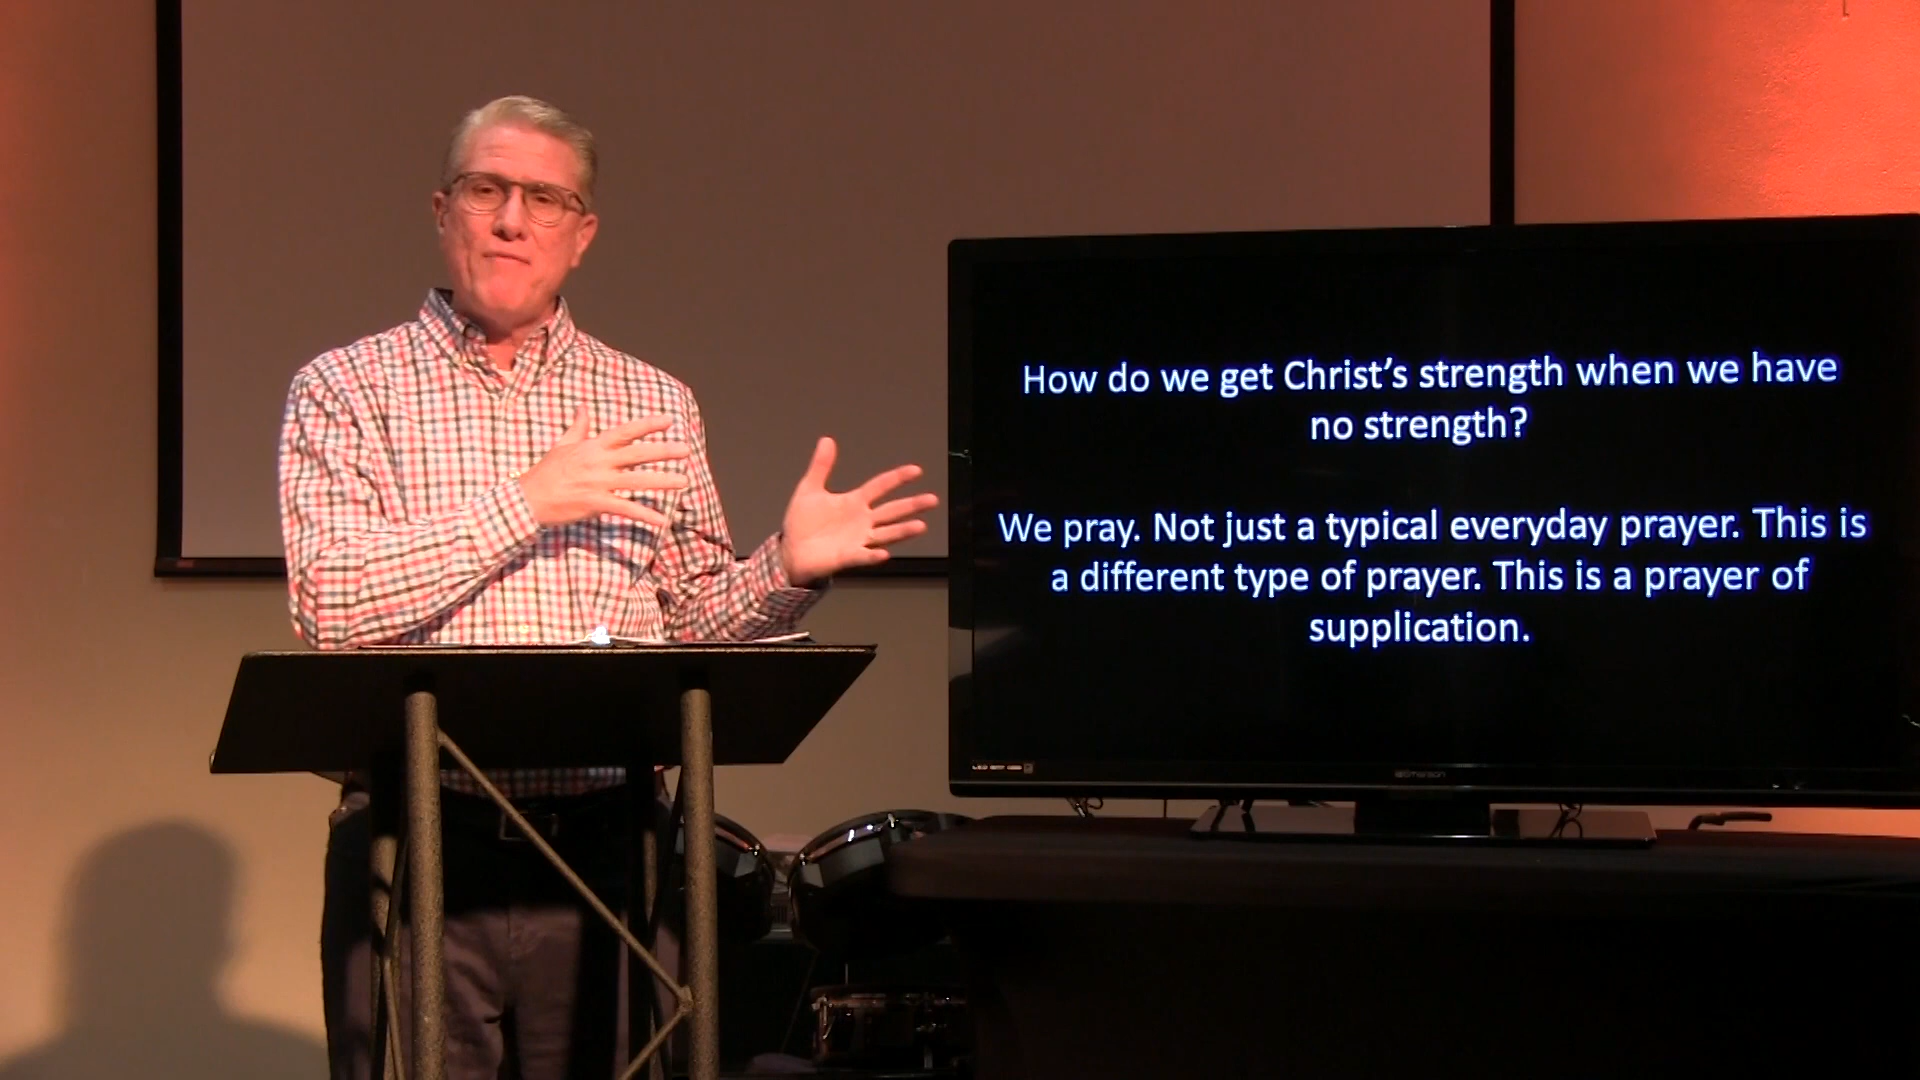 How do we get Christ’s strength when we have
no strength?
We pray. Not just a typical everyday prayer. This is
a different type of prayer. This is a prayer of
supplication.
Emerson